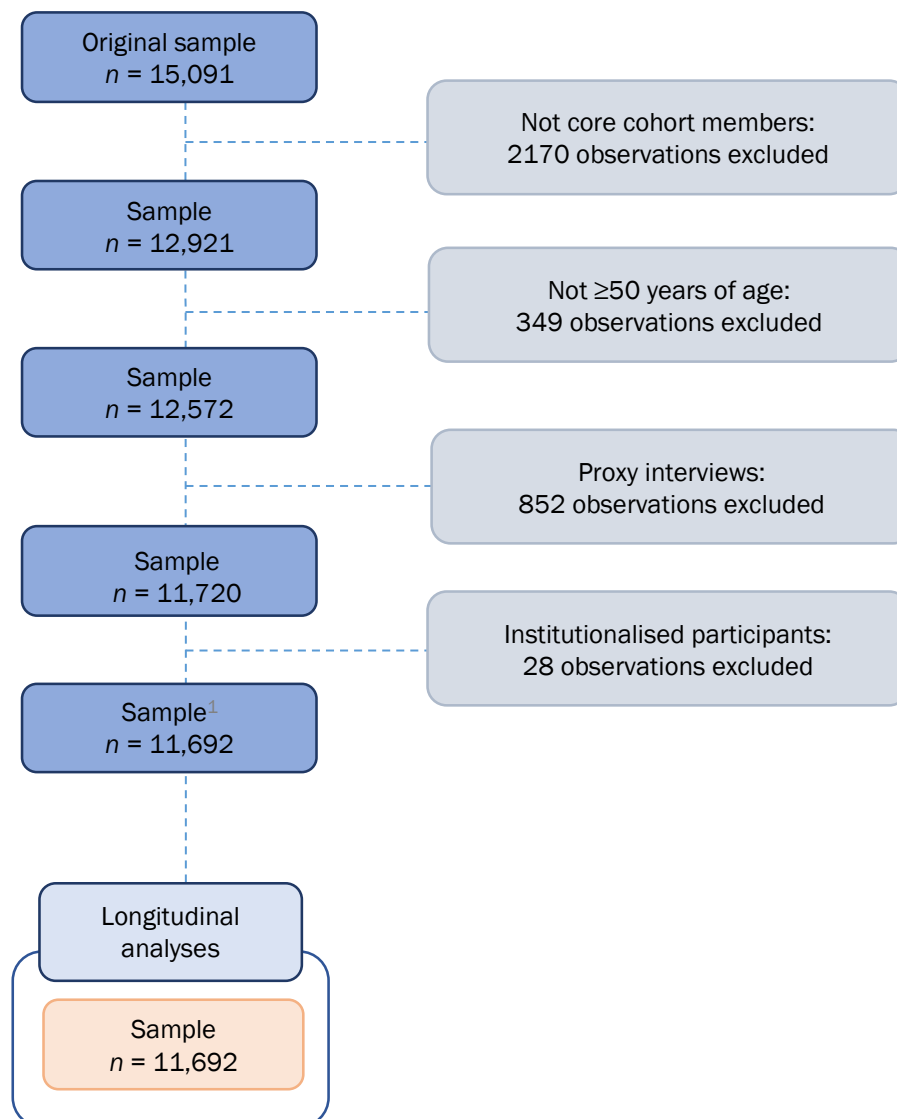 Original sample
n = 15,091
Not core cohort members:
2170 observations excluded
Sample
n = 12,921
Not ≥50 years of age:
349 observations excluded
Sample
n = 12,572
Proxy interviews:
852 observations excluded
Sample
n = 11,720
Institutionalised participants:
28 observations excluded
Sample¹
n = 11,692
Longitudinal
analyses
Sample
n = 11,692